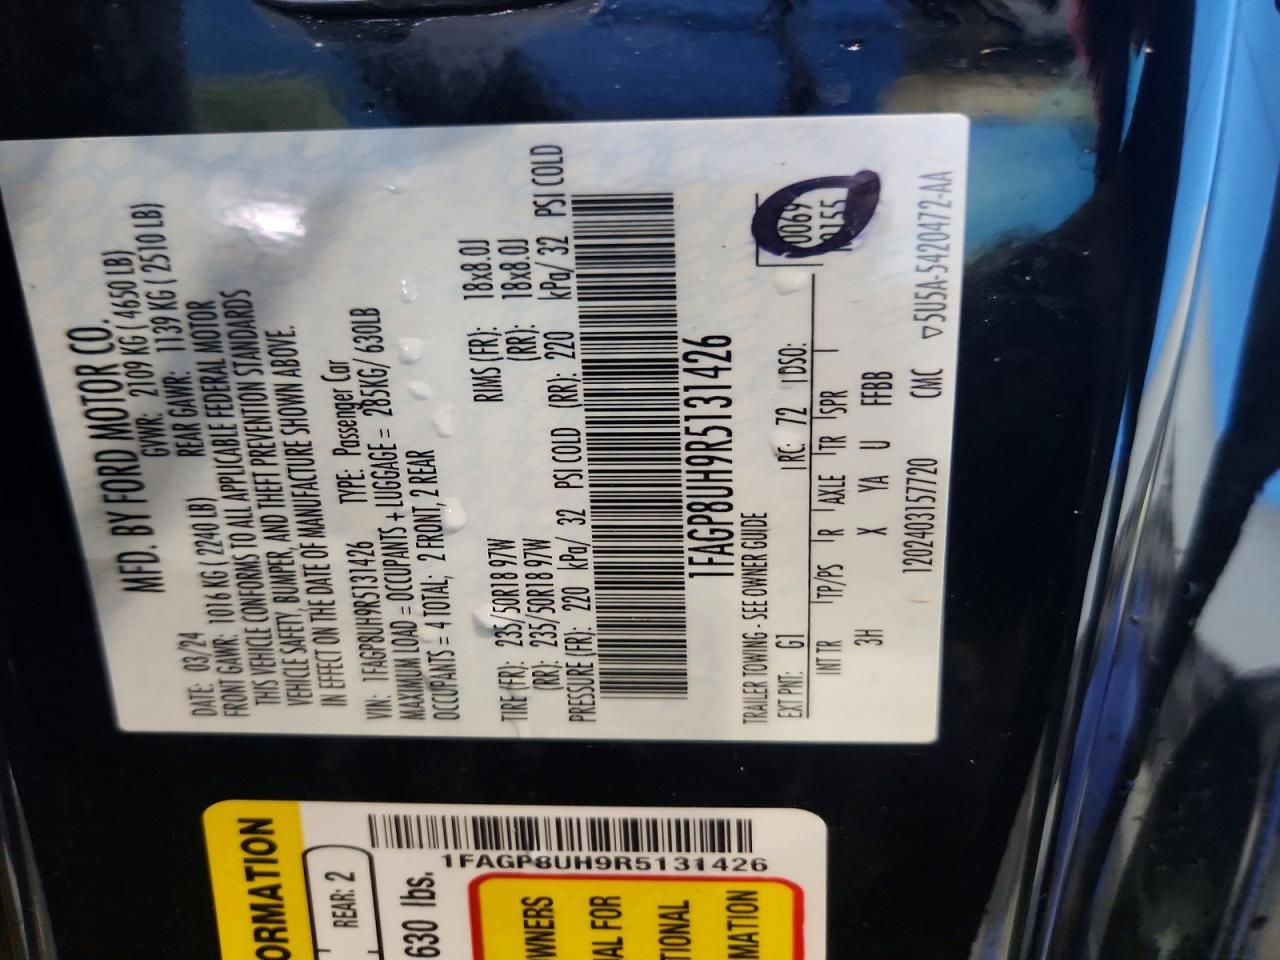 MFD. BY FORD MOTOR CO.
DATE: 03/24 GVWR: 2109 KG ( 4650 LB)
FRONT GAWR: 1016 KG ( 2240 LB) REAR GAWR: 1139 KG ( 2510 LB)
THIS VEHICLE CONFORMS TO ALL APPLICABLE FEDERAL MOTOR
VEHICLE SAFETY, BUMPER, AND THEFT PREVENTION STANDARDS
IN EFFECT ON THE DATE OF MANUFACTURE SHOWN ABOVE.
VIN: 1FAGP8UH9R5131426 TYPE: Passenger Car
MAXIMUM LOAD = OCCUPANTS + LUGGAGE = 285KG/ 630LB
OCCUPANTS = 4 TOTAL; 2 FRONT, 2 REAR
TIRE (FR): 235/50R18 97W RIMS (FR): 18x8.0J
(RR): 235/50R18 97W (RR): 18x8.0J
PRESSURE (FR): 220 kPa/ 32 PSI COLD (RR): 220 kPa/ 32 PSI COLD
1FAGP8UH9R5131426
TRAILER TOWING - SEE OWNER GUIDE
EXT PNT: G1 RC: 72 DSO: 0069
INT TR TP/PS R AXLE TR SPR
3H X YA U FFBB
1202403157720 CMC ▽5U5A-5420472-AA
ORMATION
REAR: 2
630 lbs.
1FAGP8UH9R5131426
WNERS
AL FOR
TIONAL
MATION